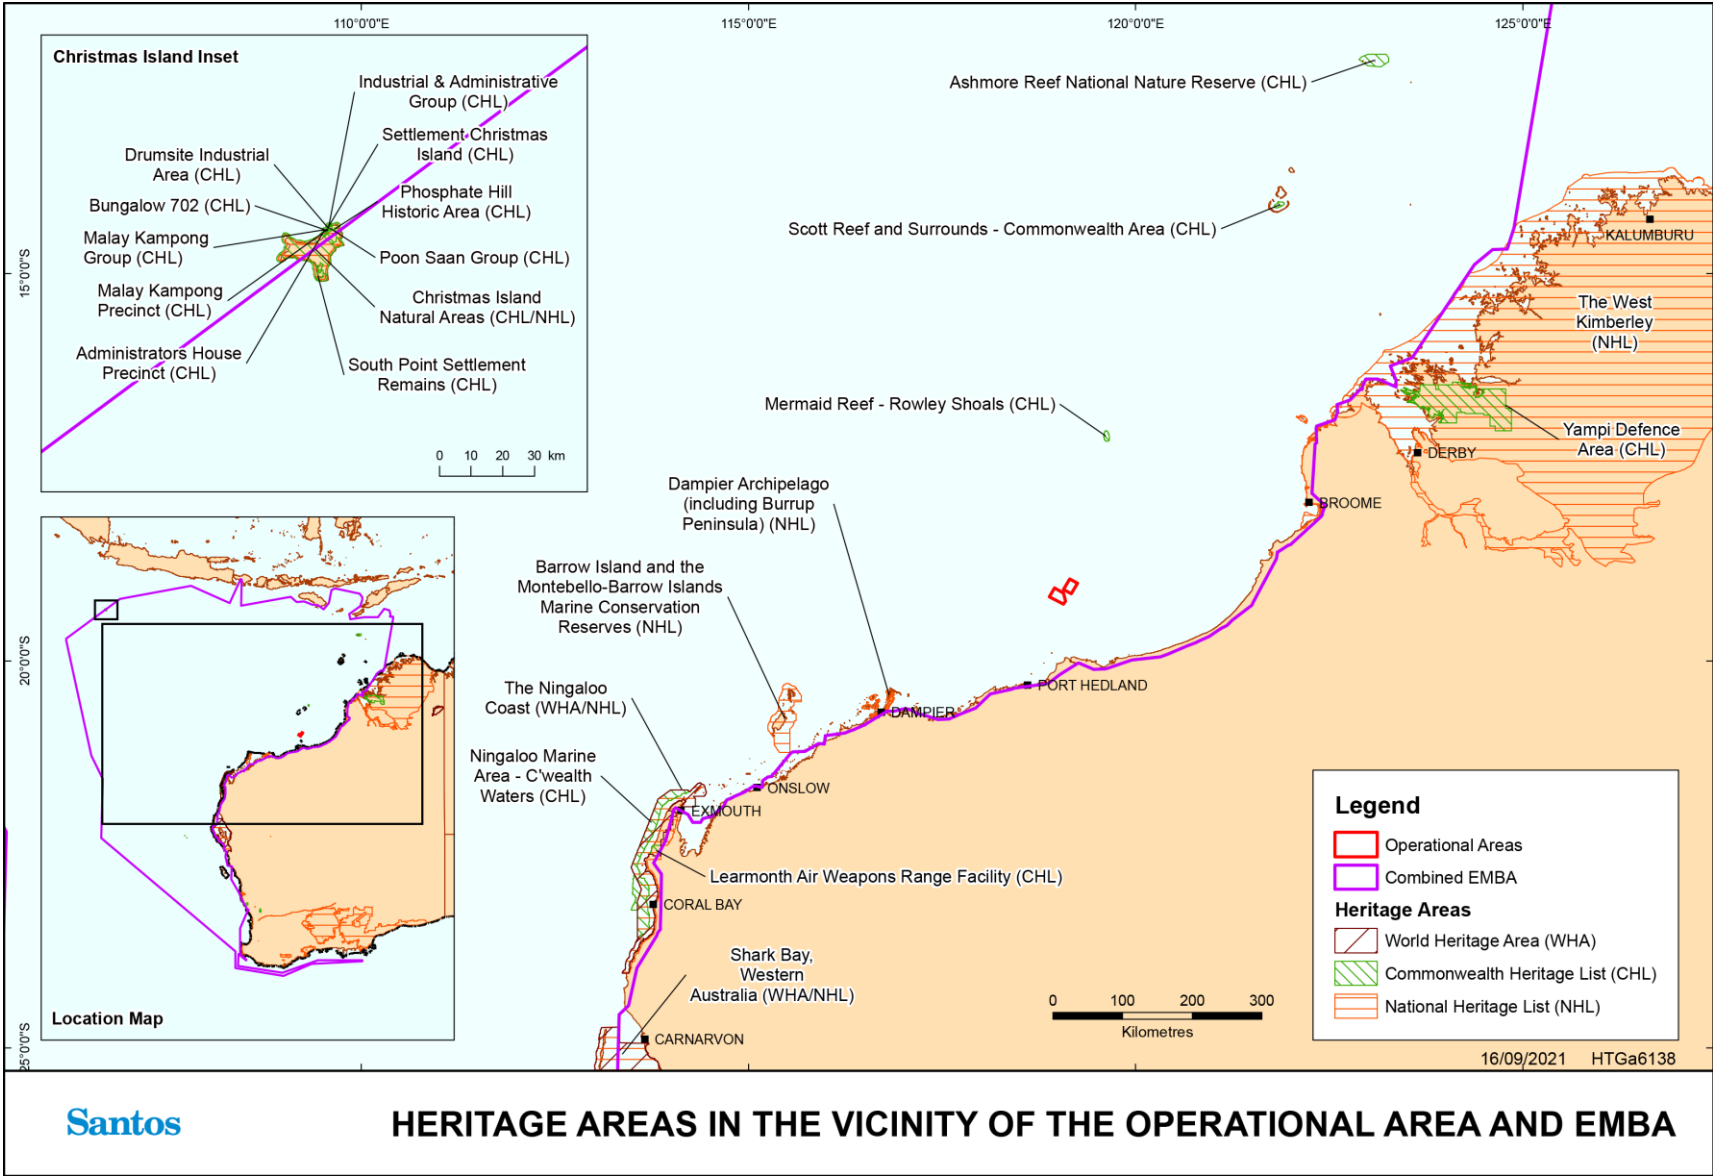 110°0'0"E
115°0'0"E
120°0'0"E
125°0'0"E
15°0'0"S
20°0'0"S
25°0'0"S
Christmas Island Inset
Industrial & Administrative
Group (CHL)
Settlement Christmas
Island (CHL)
Drumsite Industrial
Area (CHL)
Phosphate Hill
Historic Area (CHL)
Bungalow 702 (CHL)
Malay Kampong
Group (CHL)
Poon Saan Group (CHL)
Malay Kampong
Precinct (CHL)
Christmas Island
Natural Areas (CHL/NHL)
Administrators House
Precinct (CHL)
South Point Settlement
Remains (CHL)
0 10 20 30 km
Location Map
Ashmore Reef National Nature Reserve (CHL)
Scott Reef and Surrounds - Commonwealth Area (CHL)
KALUMBURU
The West
Kimberley
(NHL)
Mermaid Reef - Rowley Shoals (CHL)
Yampi Defence
Area (CHL)
DERBY
BROOME
Dampier Archipelago
(including Burrup
Peninsula) (NHL)
Barrow Island and the
Montebello-Barrow Islands
Marine Conservation
Reserves (NHL)
The Ningaloo
Coast (WHA/NHL)
PORT HEDLAND
DAMPIER
Ningaloo Marine
Area - C'wealth
Waters (CHL)
ONSLOW
EXMOUTH
Learmonth Air Weapons Range Facility (CHL)
CORAL BAY
Shark Bay,
Western
Australia (WHA/NHL)
CARNARVON
0 100 200 300
Kilometres
Legend
Operational Areas
Combined EMBA
Heritage Areas
World Heritage Area (WHA)
Commonwealth Heritage List (CHL)
National Heritage List (NHL)
16/09/2021 HTGa6138
Santos
HERITAGE AREAS IN THE VICINITY OF THE OPERATIONAL AREA AND EMBA